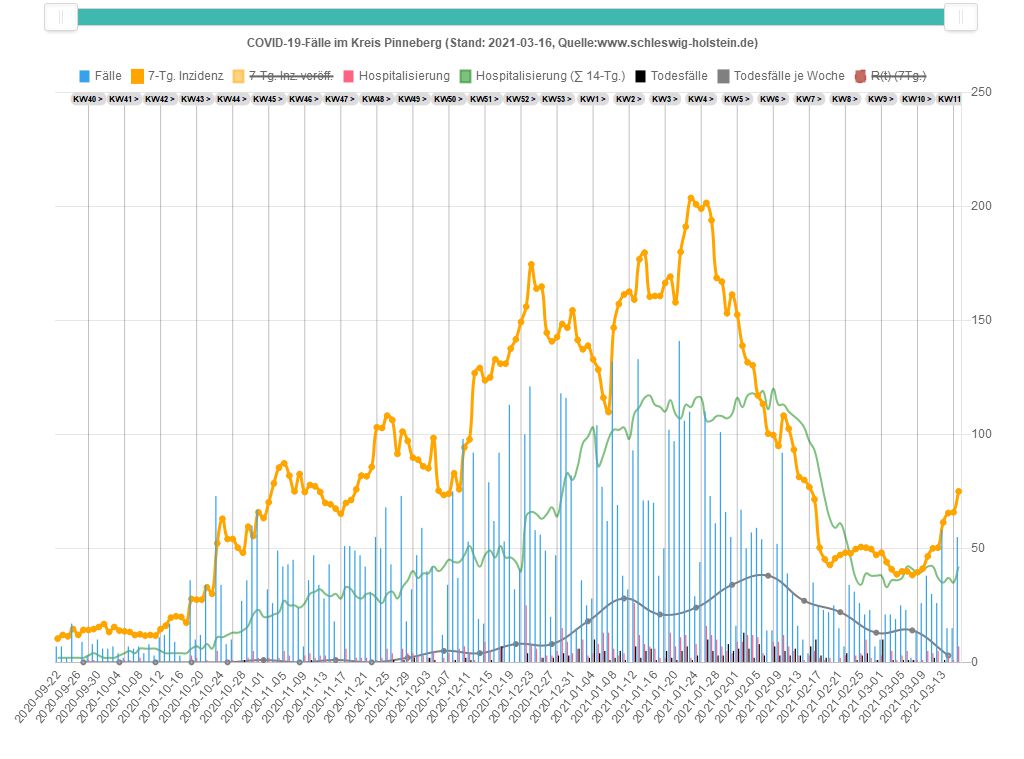 COVID-19-Fälle im Kreis Pinneberg (Stand: 2021-03-16, Quelle:www.schleswig-holstein.de)
Fälle 7-Tg. Inzidenz 7-Tg. Inz. veröff. Hospitalisierung Hospitalisierung (∑ 14-Tg.) Todesfälle Todesfälle je Woche R(t) (7Tg.)
KW40 > KW41 > KW42 > KW43 > KW44 > KW45 > KW46 > KW47 > KW48 > KW49 > KW50 > KW51 > KW52 > KW53 > KW1 > KW2 > KW3 > KW4 > KW5 > KW6 > KW7 > KW8 > KW9 > KW10 > KW11
250
200
150
100
50
0
2020-09-22 2020-09-26 2020-09-30 2020-10-04 2020-10-08 2020-10-12 2020-10-16 2020-10-20 2020-10-24 2020-10-28 2020-11-01 2020-11-05 2020-11-09 2020-11-13 2020-11-17 2020-11-21 2020-11-25 2020-11-29 2020-12-03 2020-12-07 2020-12-11 2020-12-15 2020-12-19 2020-12-23 2020-12-27 2020-12-31 2021-01-04 2021-01-08 2021-01-12 2021-01-16 2021-01-20 2021-01-24 2021-01-28 2021-02-01 2021-02-05 2021-02-09 2021-02-13 2021-02-17 2021-02-21 2021-02-25 2021-03-01 2021-03-05 2021-03-09 2021-03-13